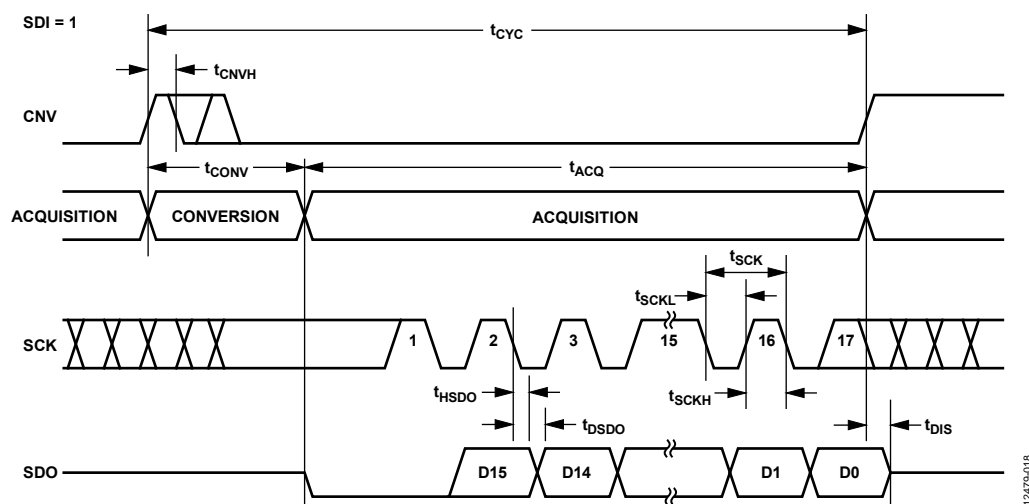 SDI = 1
tCYC
tCNVH
CNV
tCONV
tACQ
ACQUISITION
CONVERSION
ACQUISITION
tSCK
tSCKL
SCK
1
2
3
15
16
17
tHSDO
tSCKH
tDSDO
tDIS
SDO
D15
D14
D1
D0
12479-018